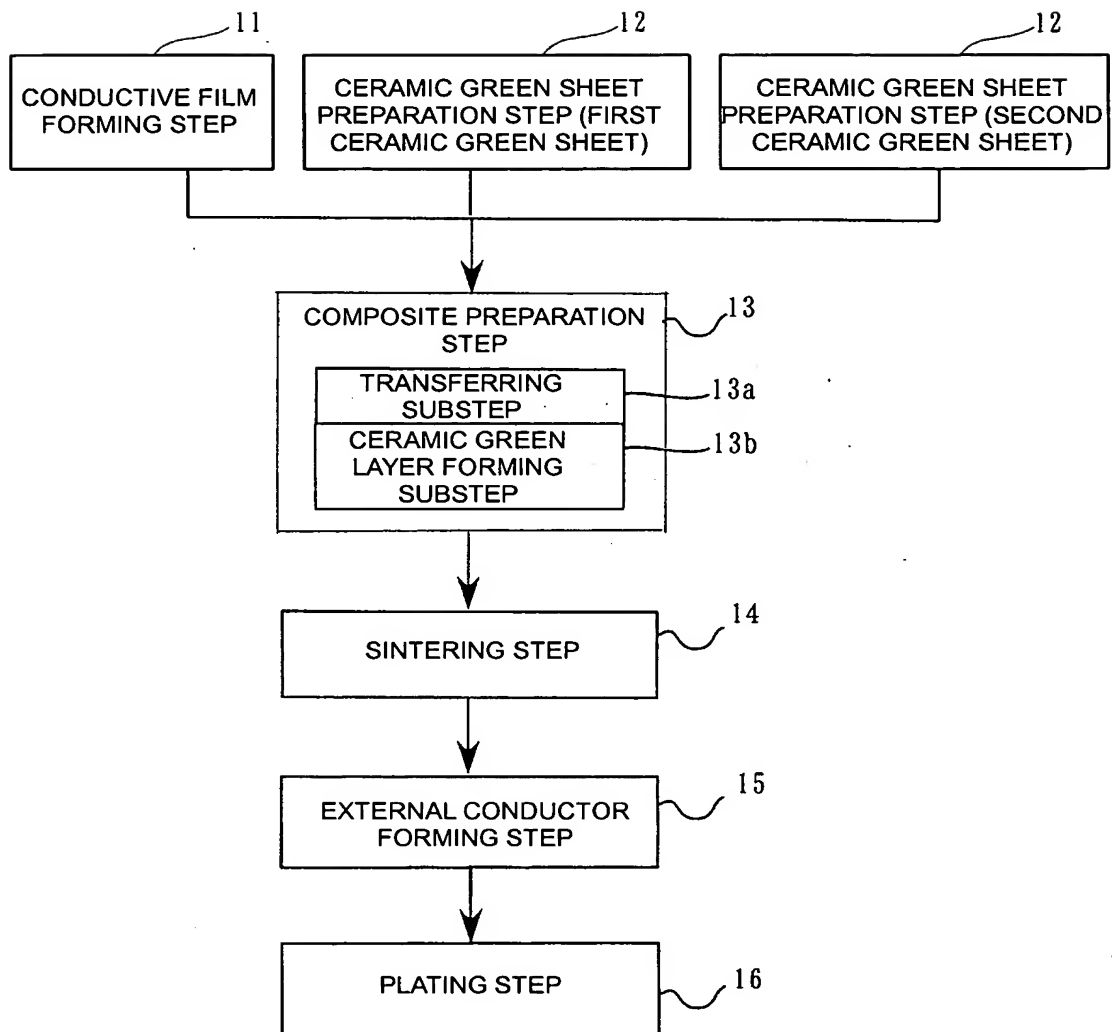 11
12
12
CONDUCTIVE FILM
FORMING STEP
CERAMIC GREEN SHEET
PREPARATION STEP (FIRST
CERAMIC GREEN SHEET)
CERAMIC GREEN SHEET
PREPARATION STEP (SECOND
CERAMIC GREEN SHEET)
COMPOSITE PREPARATION
STEP
13
TRANSFERRING
SUBSTEP
13a
CERAMIC GREEN
LAYER FORMING
SUBSTEP
13b
SINTERING STEP
14
EXTERNAL CONDUCTOR
FORMING STEP
15
PLATING STEP
16